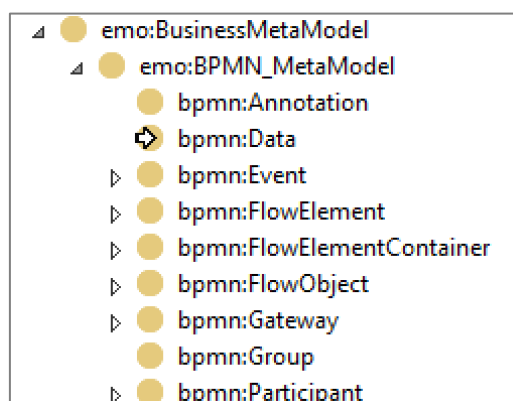 emo:BusinessMetaModel
emo:BPMN_MetaModel
bpmn:Annotation
bpmn:Data
bpmn:Event
bpmn:FlowElement
bpmn:FlowElementContainer
bpmn:FlowObject
bpmn:Gateway
bpmn:Group
bpmn:Participant